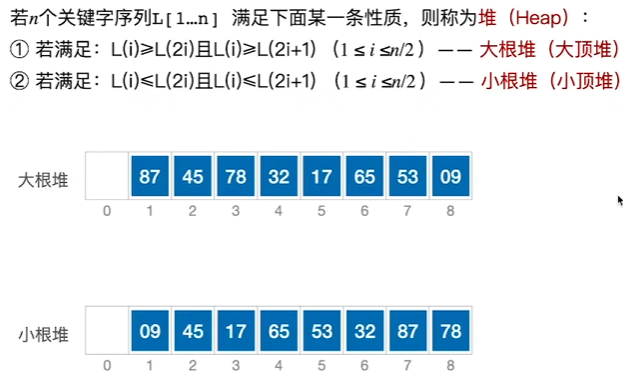 若n个关键字序列L[1…n] 满足下面某一条性质，则称为堆（Heap）：
① 若满足：L(i)≥L(2i)且L(i)≥L(2i+1)（1 ≤ i ≤n/2 ）—— 大根堆（大顶堆）
② 若满足：L(i)≤L(2i)且L(i)≤L(2i+1)（1 ≤ i ≤n/2 ）—— 小根堆（小顶堆）
大根堆 87 45 78 32 17 65 53 09
0 1 2 3 4 5 6 7 8
小根堆 09 45 17 65 53 32 87 78
0 1 2 3 4 5 6 7 8